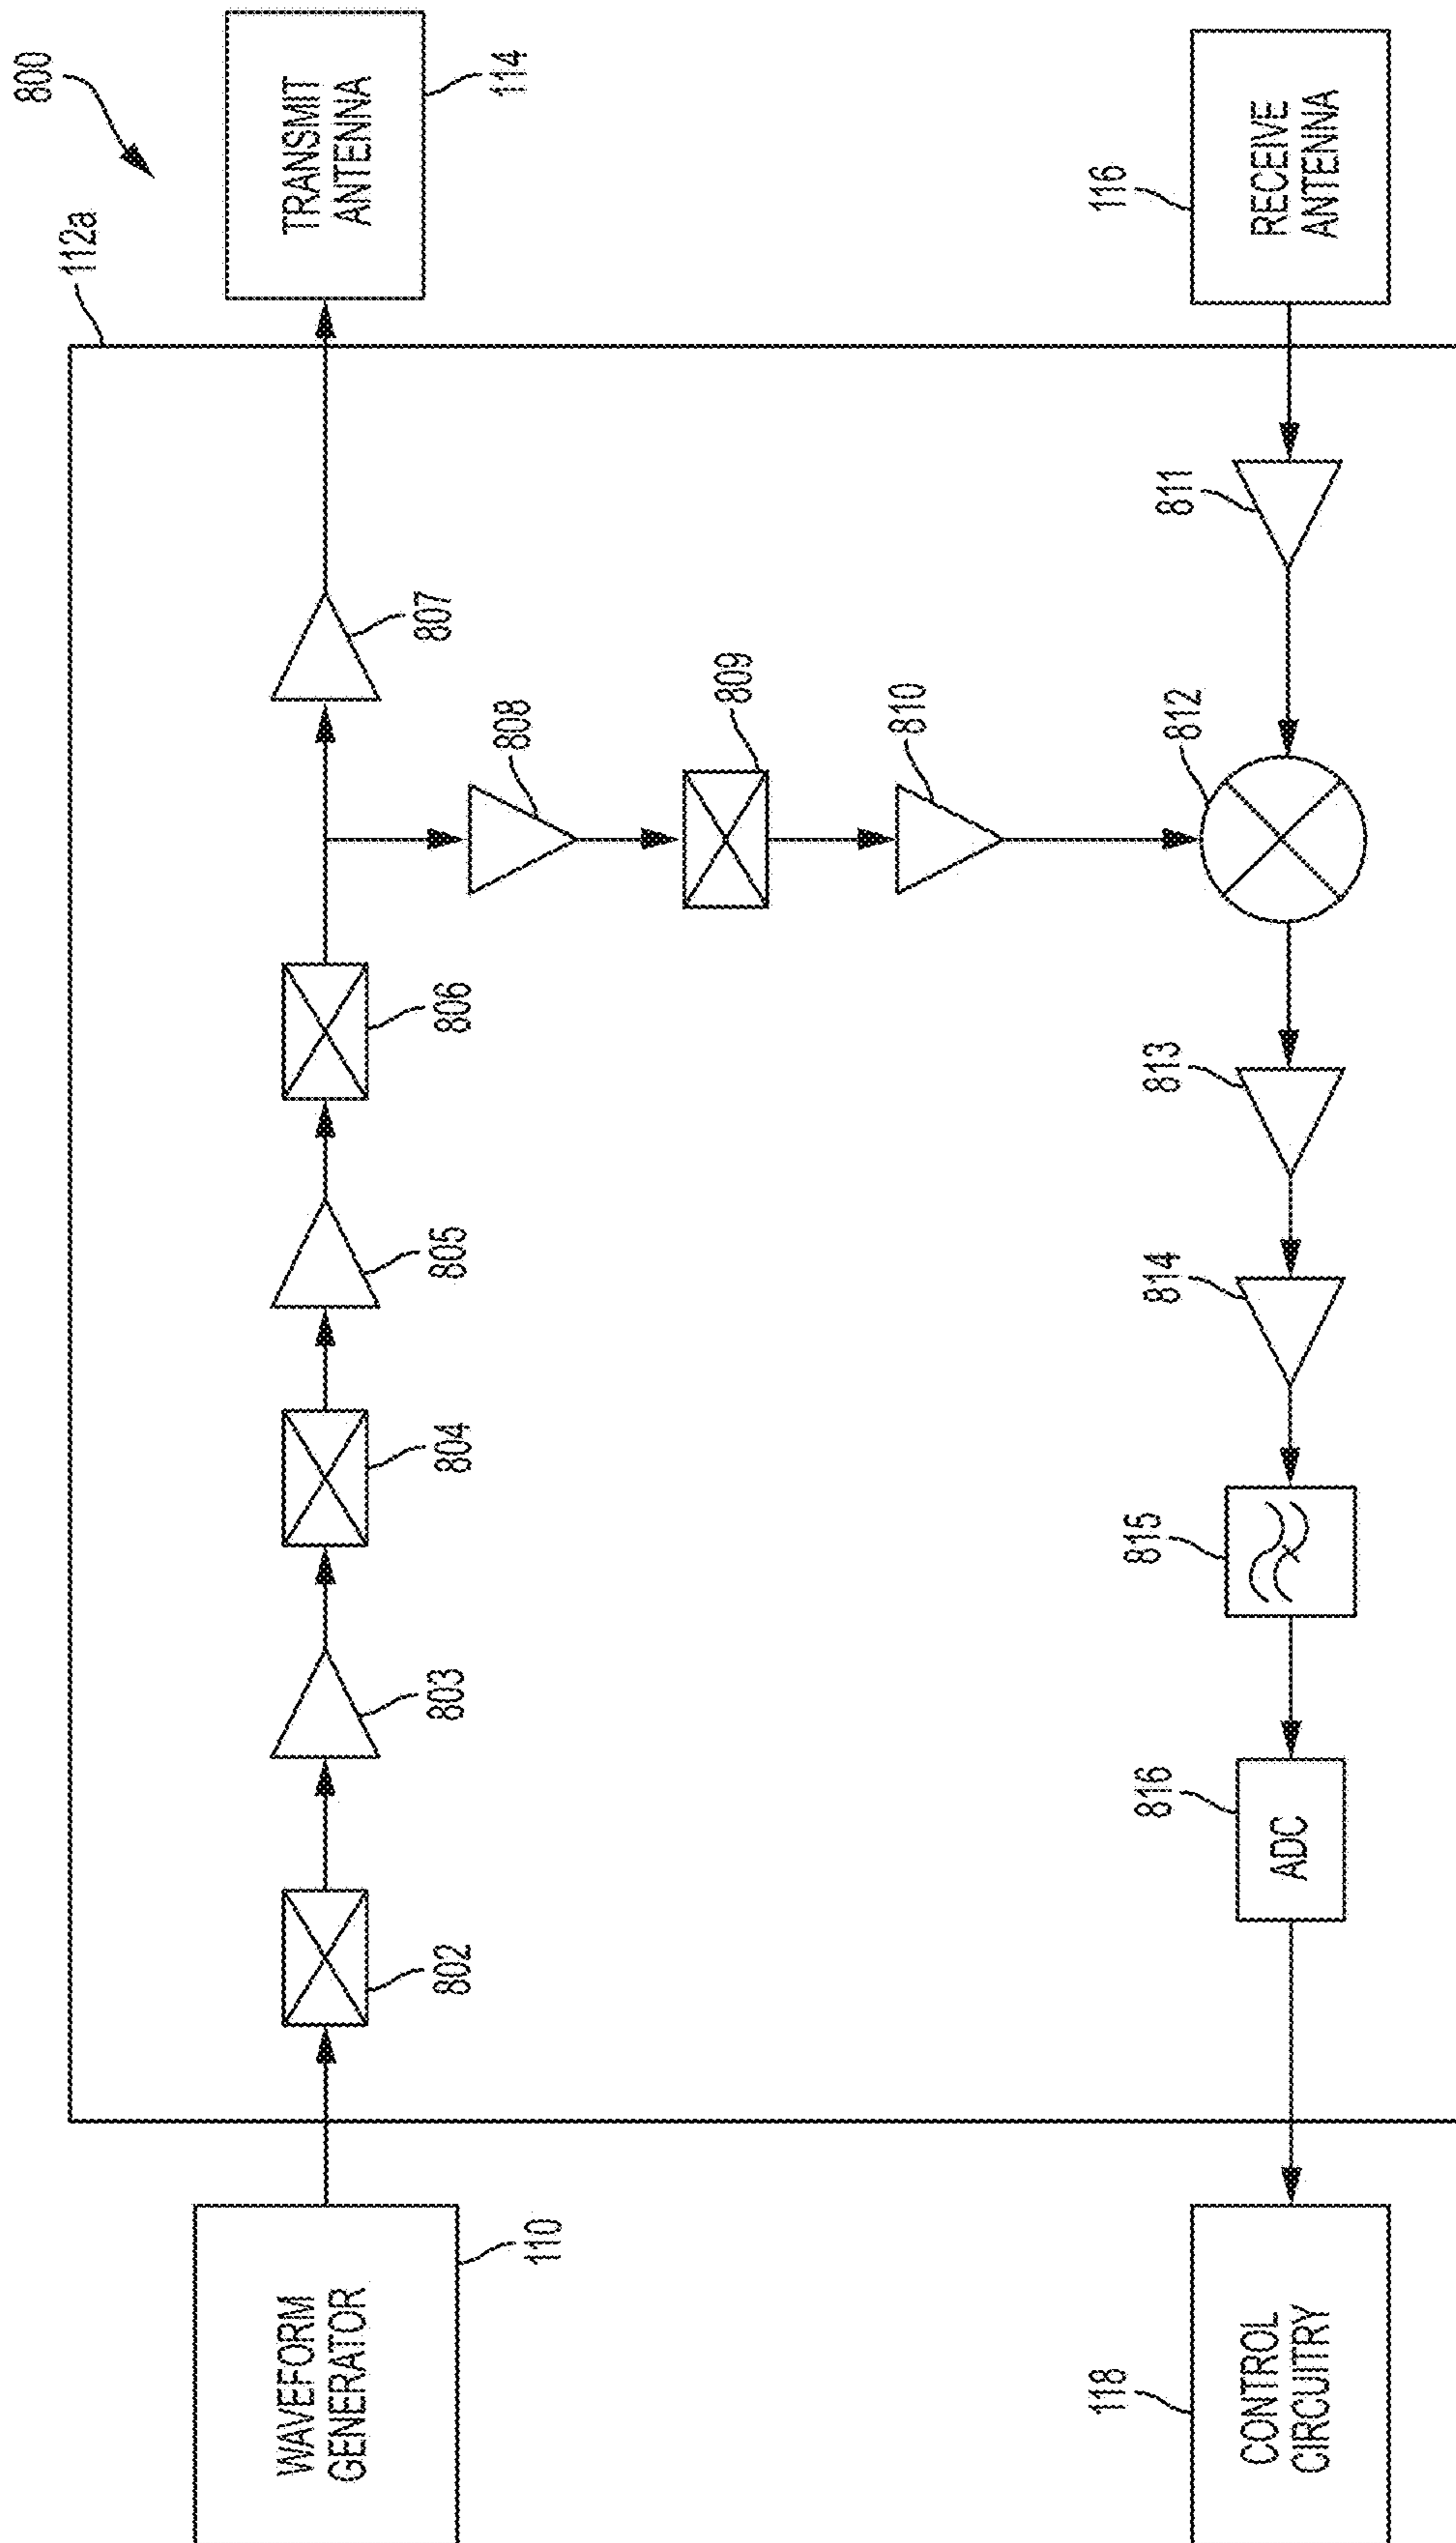 800
112a
TRANSMIT
ANTENNA
114
WAVEFORM
GENERATOR
110
802
803
804
805
806
807
808
809
810
811
812
813
814
815
816
ADC
116
RECEIVE
ANTENNA
118
CONTROL
CIRCUITRY